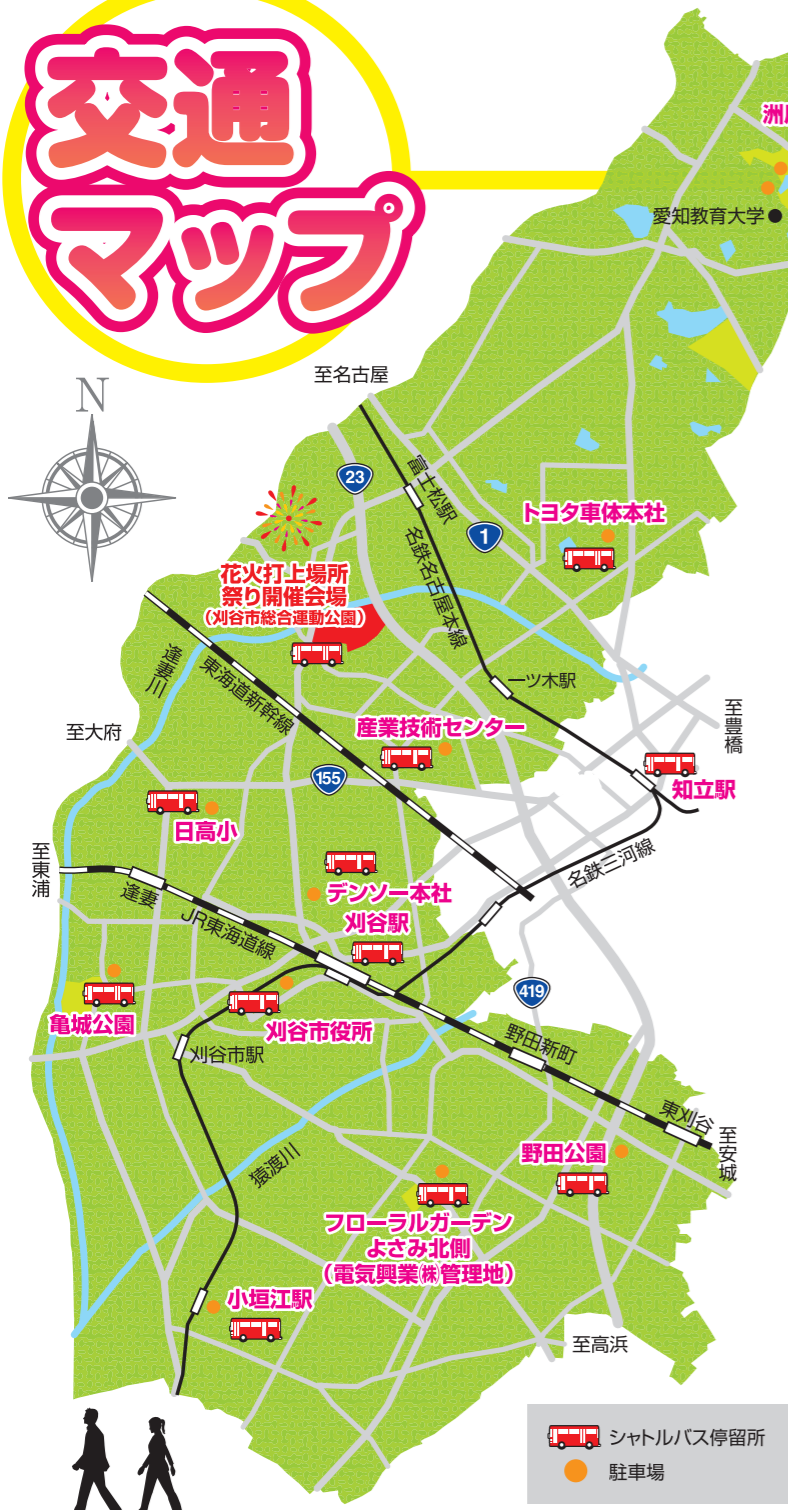 交通
マップ
洲
愛知教育大学
至名古屋
N
23
富士松駅
1
トヨタ車体本社
花火打上場所
祭り開催会場
(刈谷市総合運動公園)
名鉄名古屋本線
逢妻川
東海道新幹線
一ツ木駅
至豊橋
至大府
産業技術センター
155
知立駅
日高小
至東浦
逢妻
デンソー本社
名鉄三河線
JR東海道線
刈谷駅
419
亀城公園
刈谷市役所
刈谷市駅
野田新町
東刈谷
至安城
猿渡川
野田公園
フローラルガーデン
よさみ北側
(電気興業㈱管理地)
小垣江駅
至高浜
シャトルバス停留所
駐車場